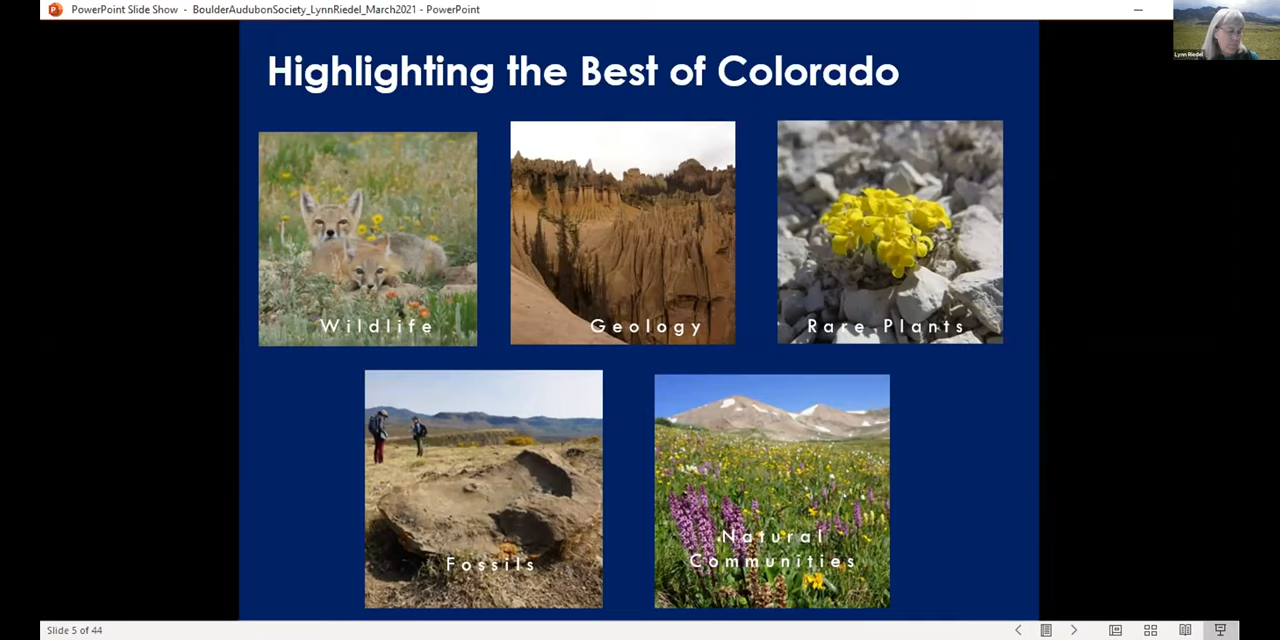 PowerPoint Slide Show - BoulderAudubonSociety_LynnRiedel_March2021 - PowerPoint
Lynn Riedel
Highlighting the Best of Colorado
Wildlife
Geology
Rare Plants
Fossils
Natural
Communities
Slide 5 of 44